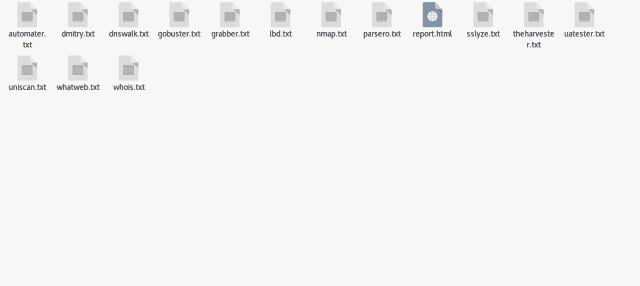 automater.txt dmitry.txt dnswalk.txt gobuster.txt grabber.txt lbd.txt nmap.txt parsero.txt report.html sslyze.txt theharvester.txt uatester.txt
uniscan.txt whatweb.txt whois.txt